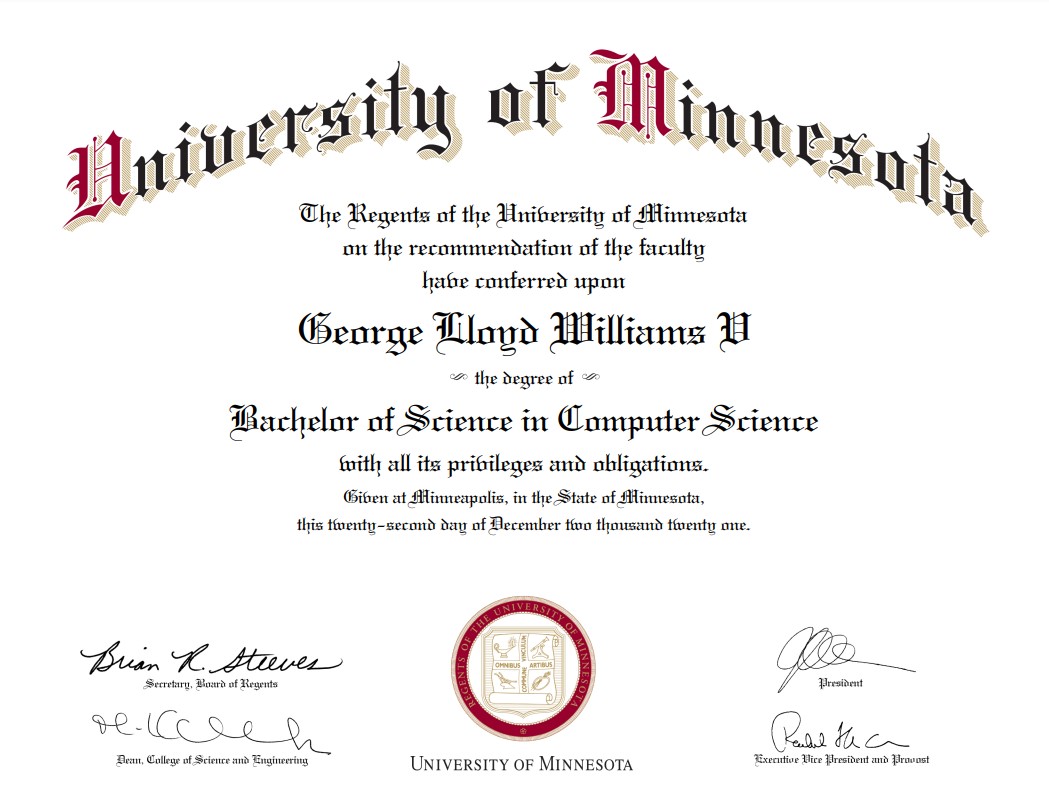 University of Minnesota
The Regents of the University of Minnesota
on the recommendation of the faculty
have conferred upon
George Lloyd Williams V
the degree of
Bachelor of Science in Computer Science
with all its privileges and obligations.
Given at Minneapolis, in the State of Minnesota,
this twenty-second day of December two thousand twenty one.
Brian R. Steeves
Secretary, Board of Regents
Dean, College of Science and Engineering
REGENTS OF THE UNIVERSITY OF MINNESOTA
OMNIBUS ARTIBUS
COMMUNE VINCULUM
UNIVERSITY OF MINNESOTA
President
Executive Vice President and Provost